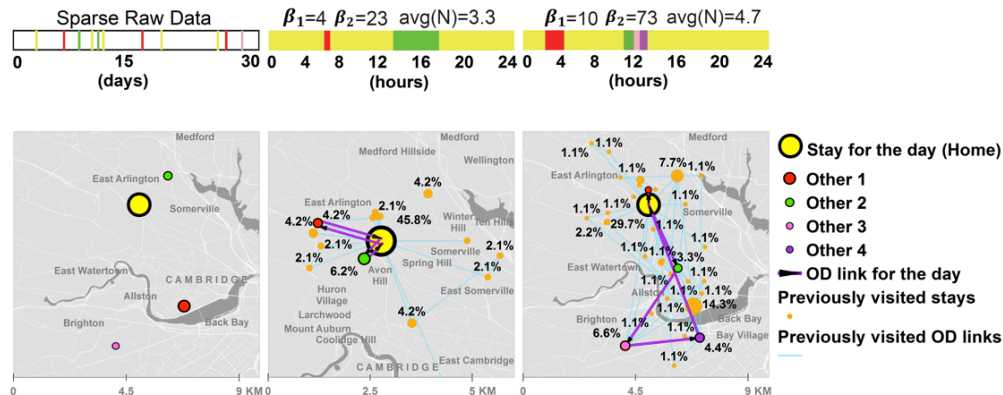 Sparse Raw Data
β1=4 β2=23 avg(N)=3.3
β1=10 β2=73 avg(N)=4.7
0 15 30
(days)
0 4 8 12 16 20 24
(hours)
0 4 8 12 16 20 24
(hours)
Medford
East Arlington
Somerville
East Watertown
CAMBRIDGE
Allston
Brighton
Back Bay
0 4.5 9 KM
Medford Hillside
Wellington
4.2%
East Arlington
2.1%
4.2%
4.2%
45.8%
Winter
Hill
Ten Hills
2.1%
Somerville
2.1%
2.1%
6.2%
Avon
Hill
Spring Hill
2.1%
Huron
Village
East Somerville
Larchwood
4.2%
Mount Auburn
Coolidge Hill
East Cambridge
CAMBRIDGE
0 2.5 5 KM
Medford
1.1%
1.1%
1.1%
7.7%
1.1%
East Arlington
1.1%
1.1%
1.1%
Somerville
2.2%
29.7%
1.1%
1.1%
1.1%
1.1%
3.3%
East Watertown
1.1%
1.1%
1.1%
Allston
1.1%
14.3%
Back Bay
Brighton
1.1%
1.1%
Bay Village
6.6%
4.4%
1.1%
0 4.5 9 KM
Stay for the day (Home)
Other 1
Other 2
Other 3
Other 4
OD link for the day
Previously visited stays
Previously visited OD links